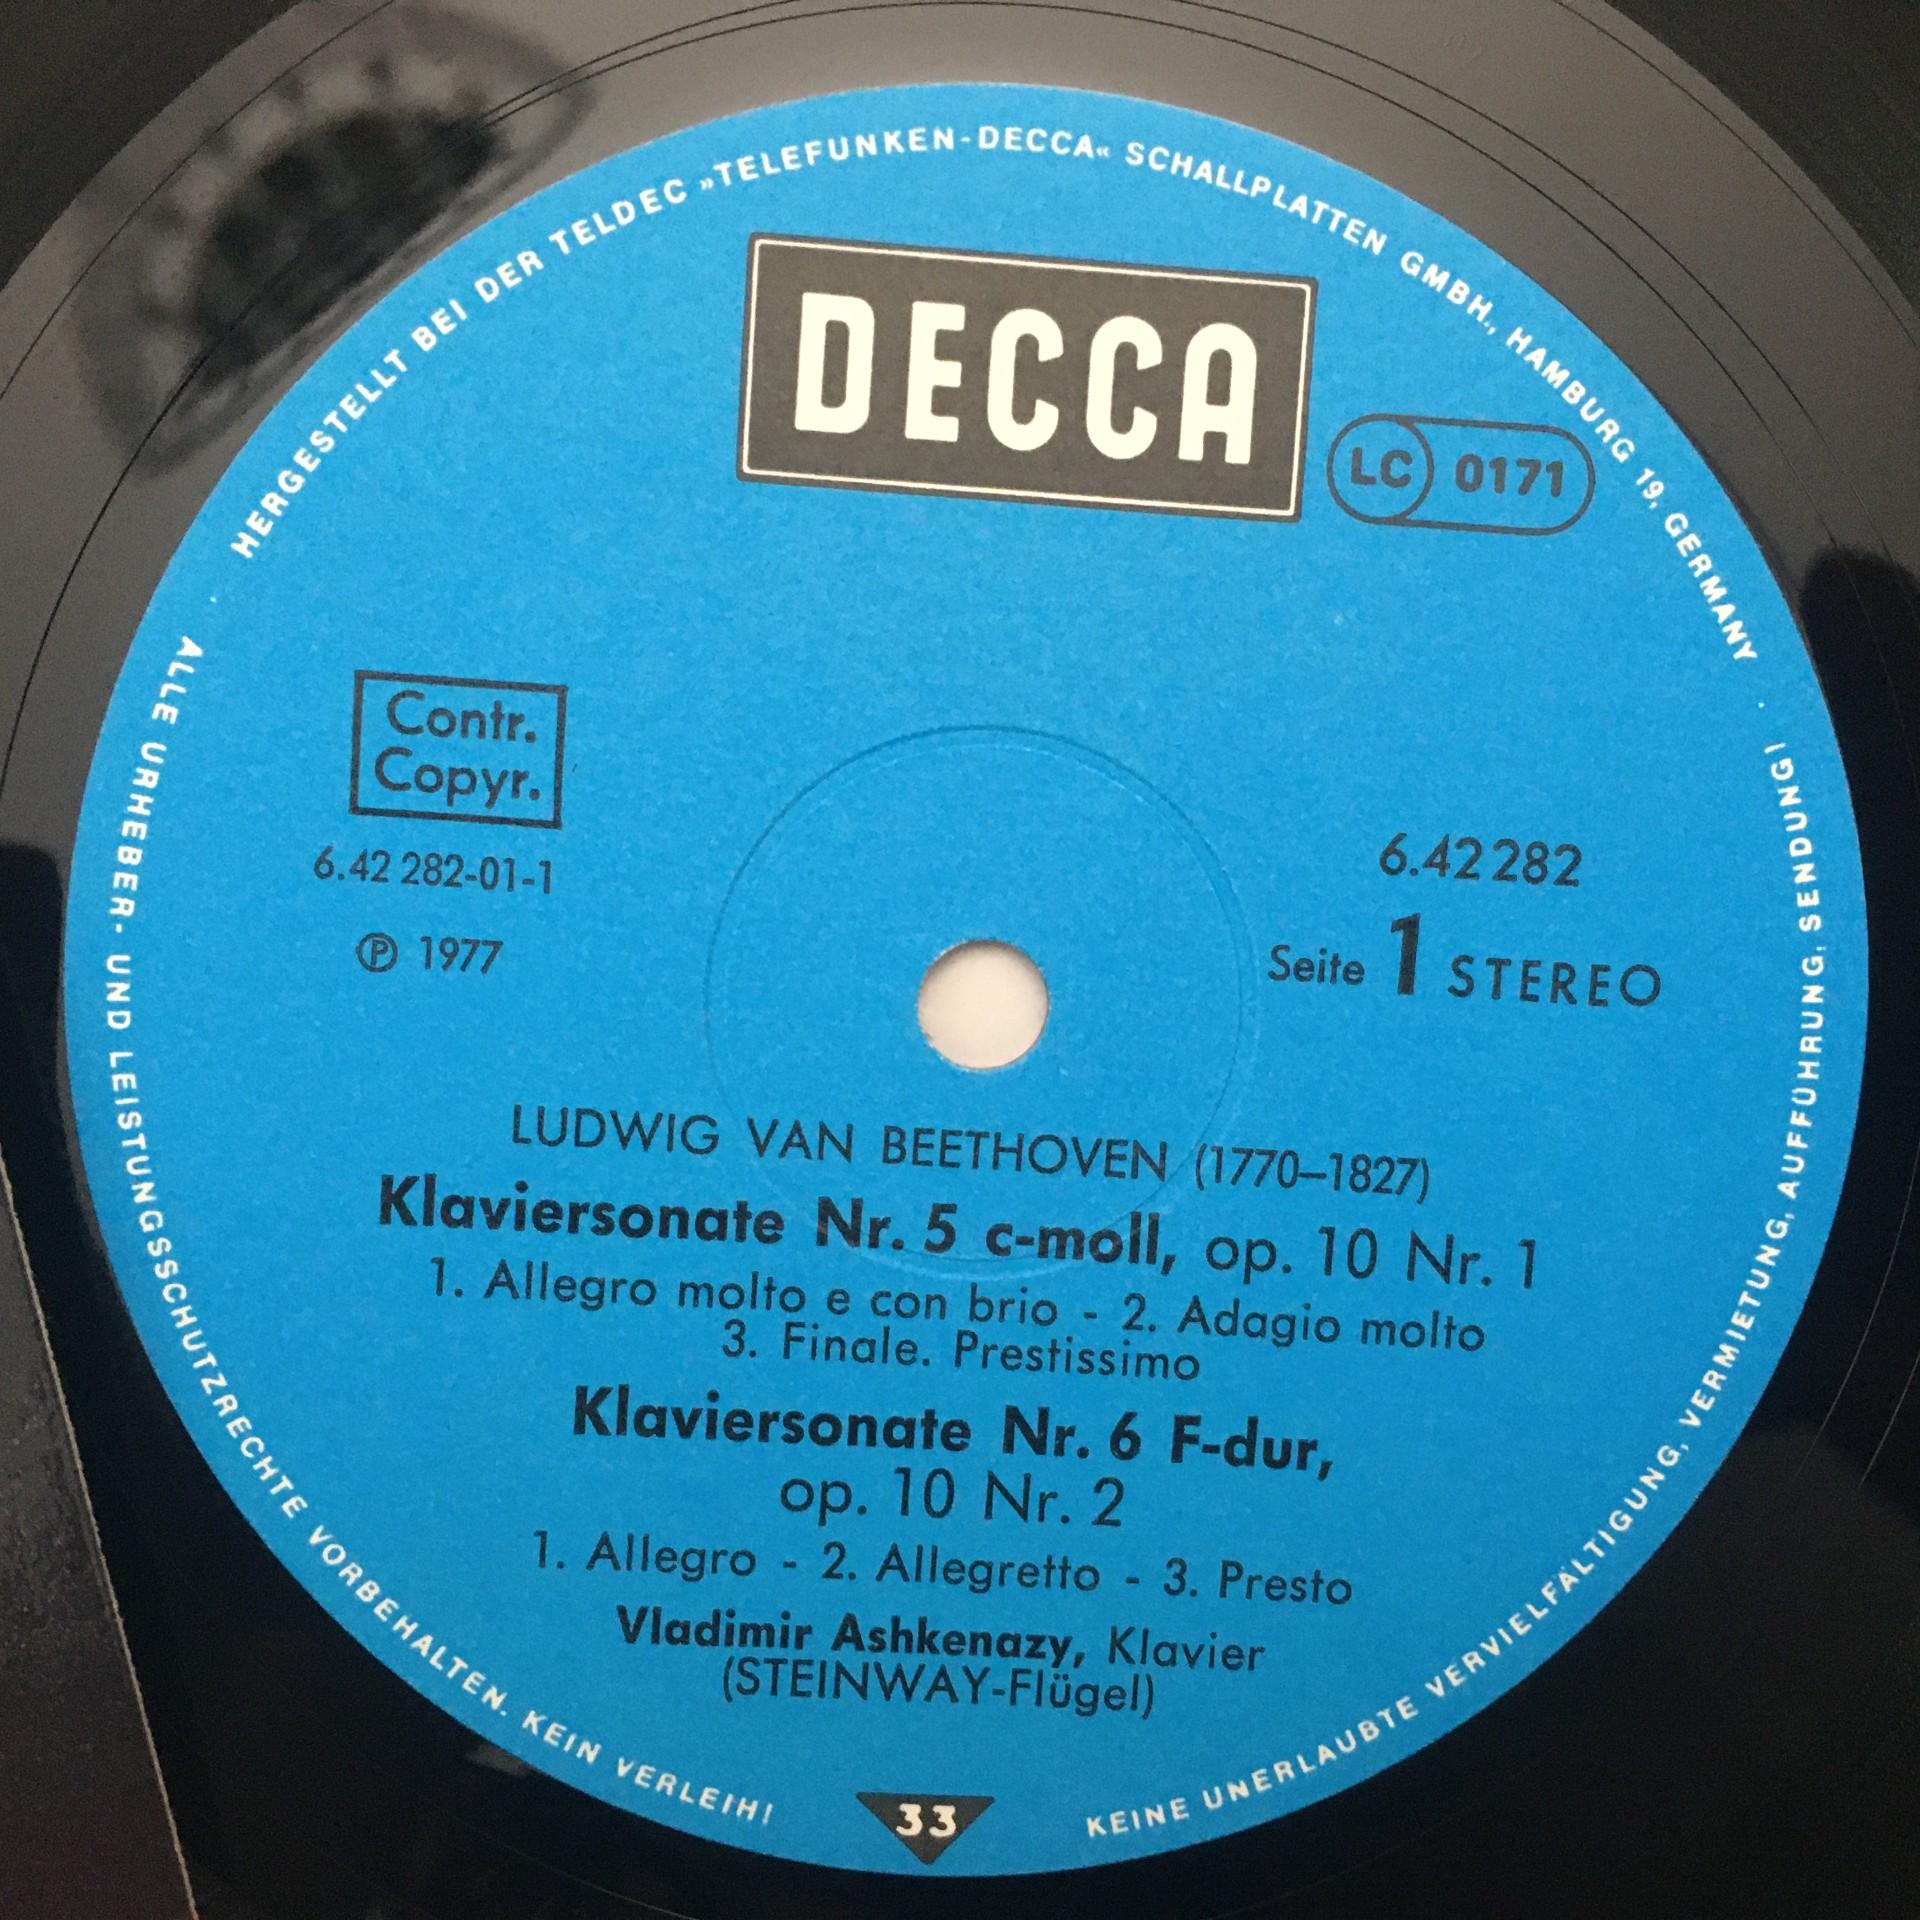 HERGESTELLT BEI DER TELDEC »TELEFUNKEN-DECCA« SCHALLPLATTEN GMBH., HAMBURG 19, GERMANY
DECCA
LC 0171
Contr.
Copyr.
6.42 282-01-1
℗ 1977
6.42 282
Seite 1 STEREO
LUDWIG VAN BEETHOVEN (1770–1827)
Klaviersonate Nr. 5 c-moll, op. 10 Nr. 1
1. Allegro molto e con brio - 2. Adagio molto
3. Finale. Prestissimo
Klaviersonate Nr. 6 F-dur,
op. 10 Nr. 2
1. Allegro - 2. Allegretto - 3. Presto
Vladimir Ashkenazy, Klavier
(STEINWAY-Flügel)
33
ALLE URHEBER- UND LEISTUNGSSCHUTZRECHTE VORBEHALTEN. KEIN VERLEIH!
KEINE UNERLAUBTE VERVIELFÄLTIGUNG, VERMIETUNG, AUFFÜHRUNG, SENDUNG!